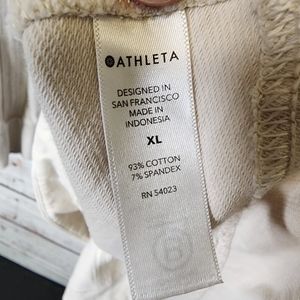 ATHLETA
DESIGNED IN
SAN FRANCISCO
MADE IN
INDONESIA
XL
93% COTTON
7% SPANDEX
RN 54023